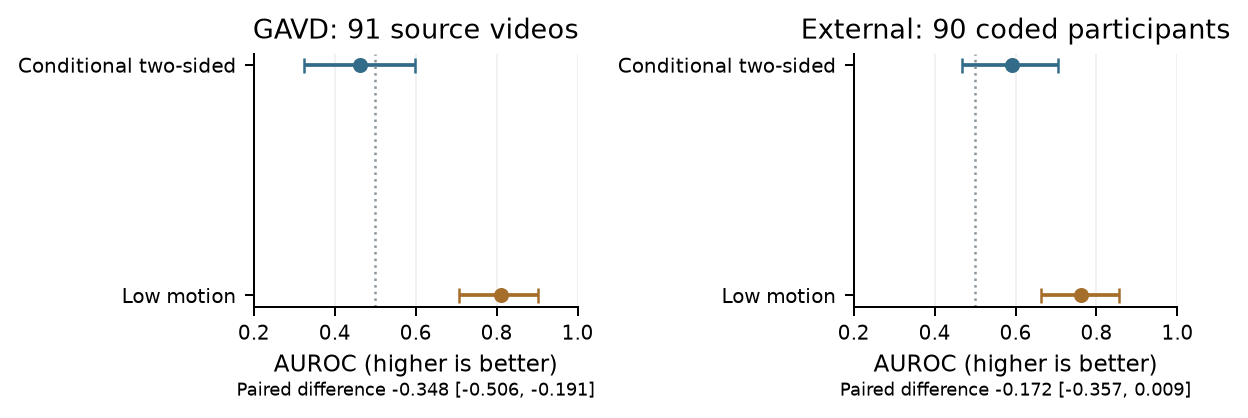 GAVD: 91 source videos
Conditional two-sided
Low motion
0.2 0.4 0.6 0.8 1.0
AUROC (higher is better)
Paired difference -0.348 [-0.506, -0.191]
External: 90 coded participants
Conditional two-sided
Low motion
0.2 0.4 0.6 0.8 1.0
AUROC (higher is better)
Paired difference -0.172 [-0.357, 0.009]